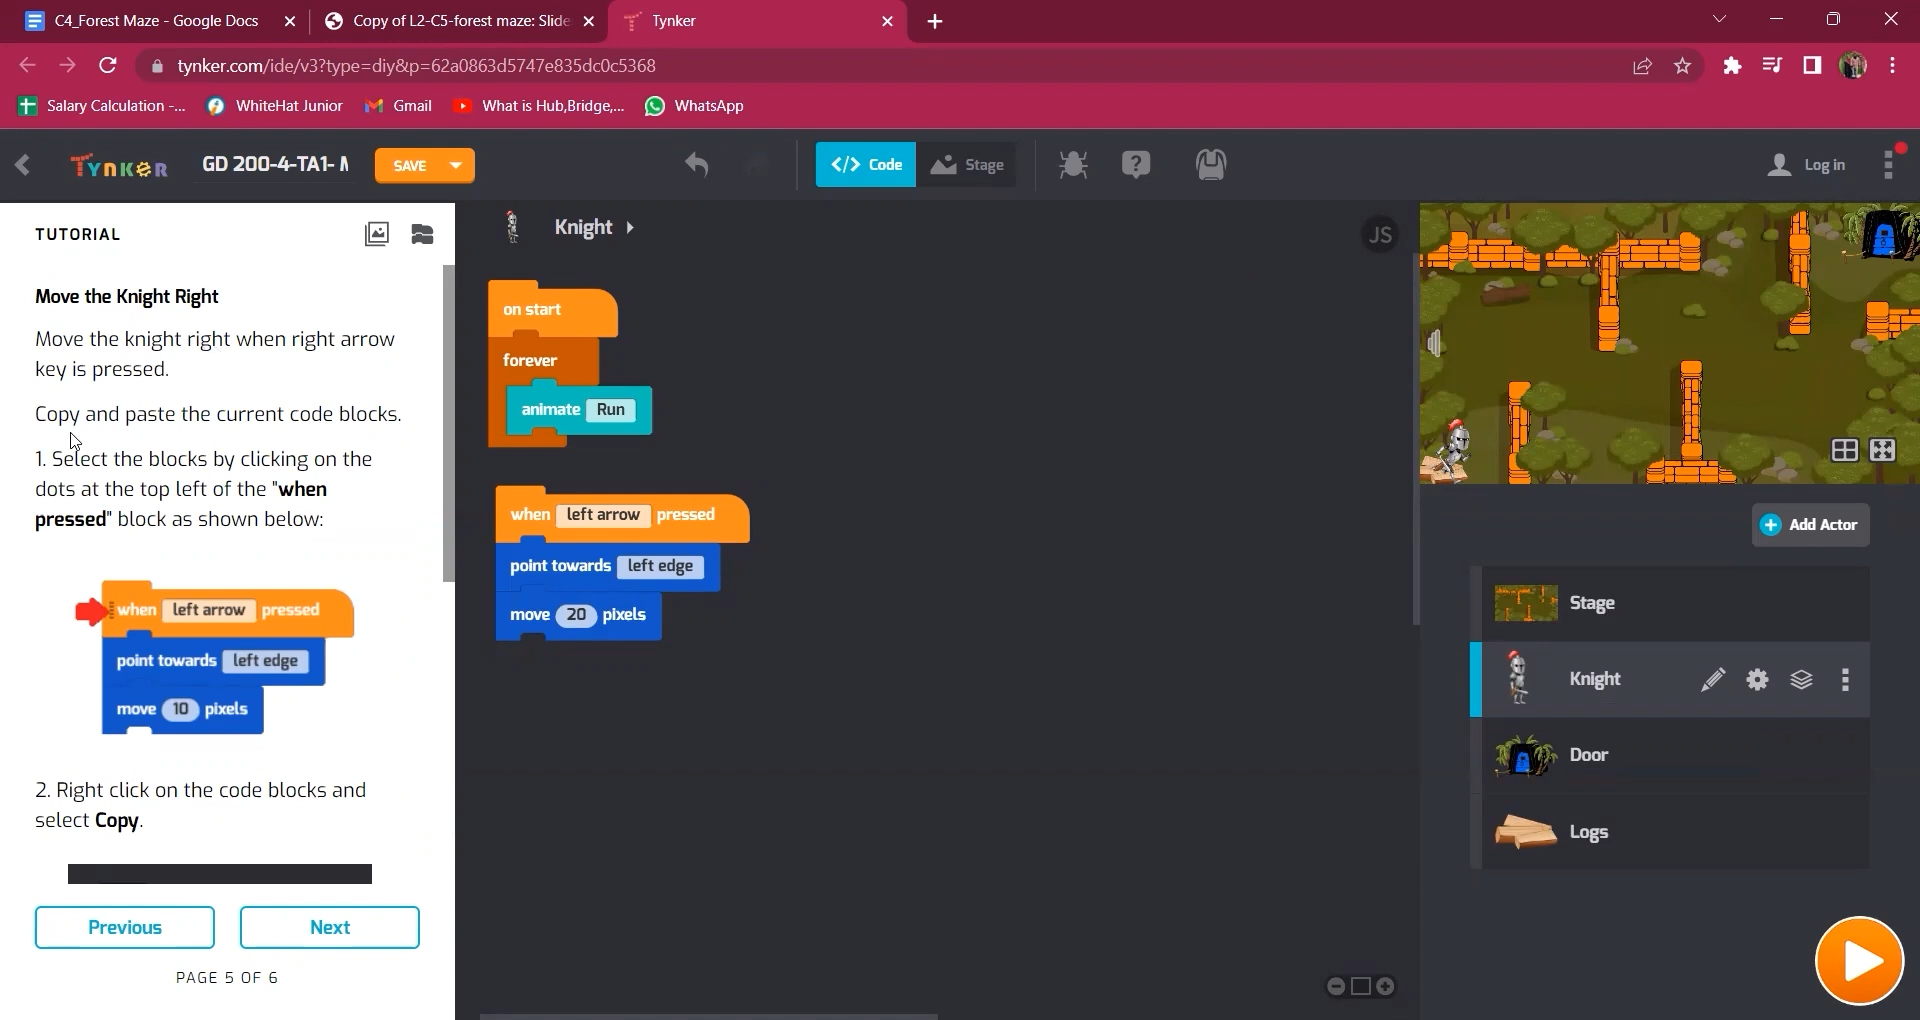 C4_Forest Maze - Google Docs
Copy of L2-C5-forest maze: Slide
Tynker
tynker.com/ide/v3?type=diy&p=62a0863d5747e835dc0c5368
Salary Calculation -...
WhiteHat Junior
Gmail
What is Hub,Bridge,...
WhatsApp
TYNKER
GD 200-4-TA1-
SAVE
</> Code
Stage
Log in
TUTORIAL
Knight
JS
Move the Knight Right
Move the knight right when right arrow
key is pressed.
Copy and paste the current code blocks.
1. Select the blocks by clicking on the
dots at the top left of the "when
pressed" block as shown below:
when left arrow pressed
point towards left edge
move 10 pixels
2. Right click on the code blocks and
select Copy.
Previous
Next
PAGE 5 OF 6
on start
forever
animate Run
when left arrow pressed
point towards left edge
move 20 pixels
Add Actor
Stage
Knight
Door
Logs